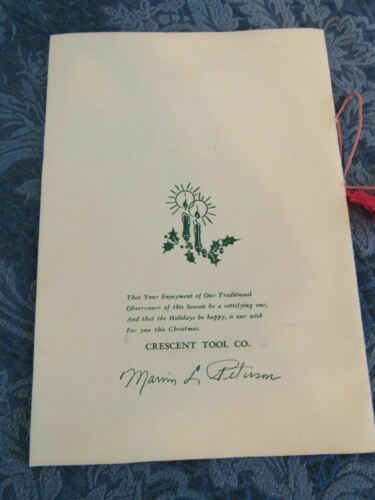 That Your Enjoyment of Our Traditional
Observance of this Season be a satisfying one,
And that the Holidays be happy, is our wish
For you this Christmas.
CRESCENT TOOL CO.
Marvin L Peterson